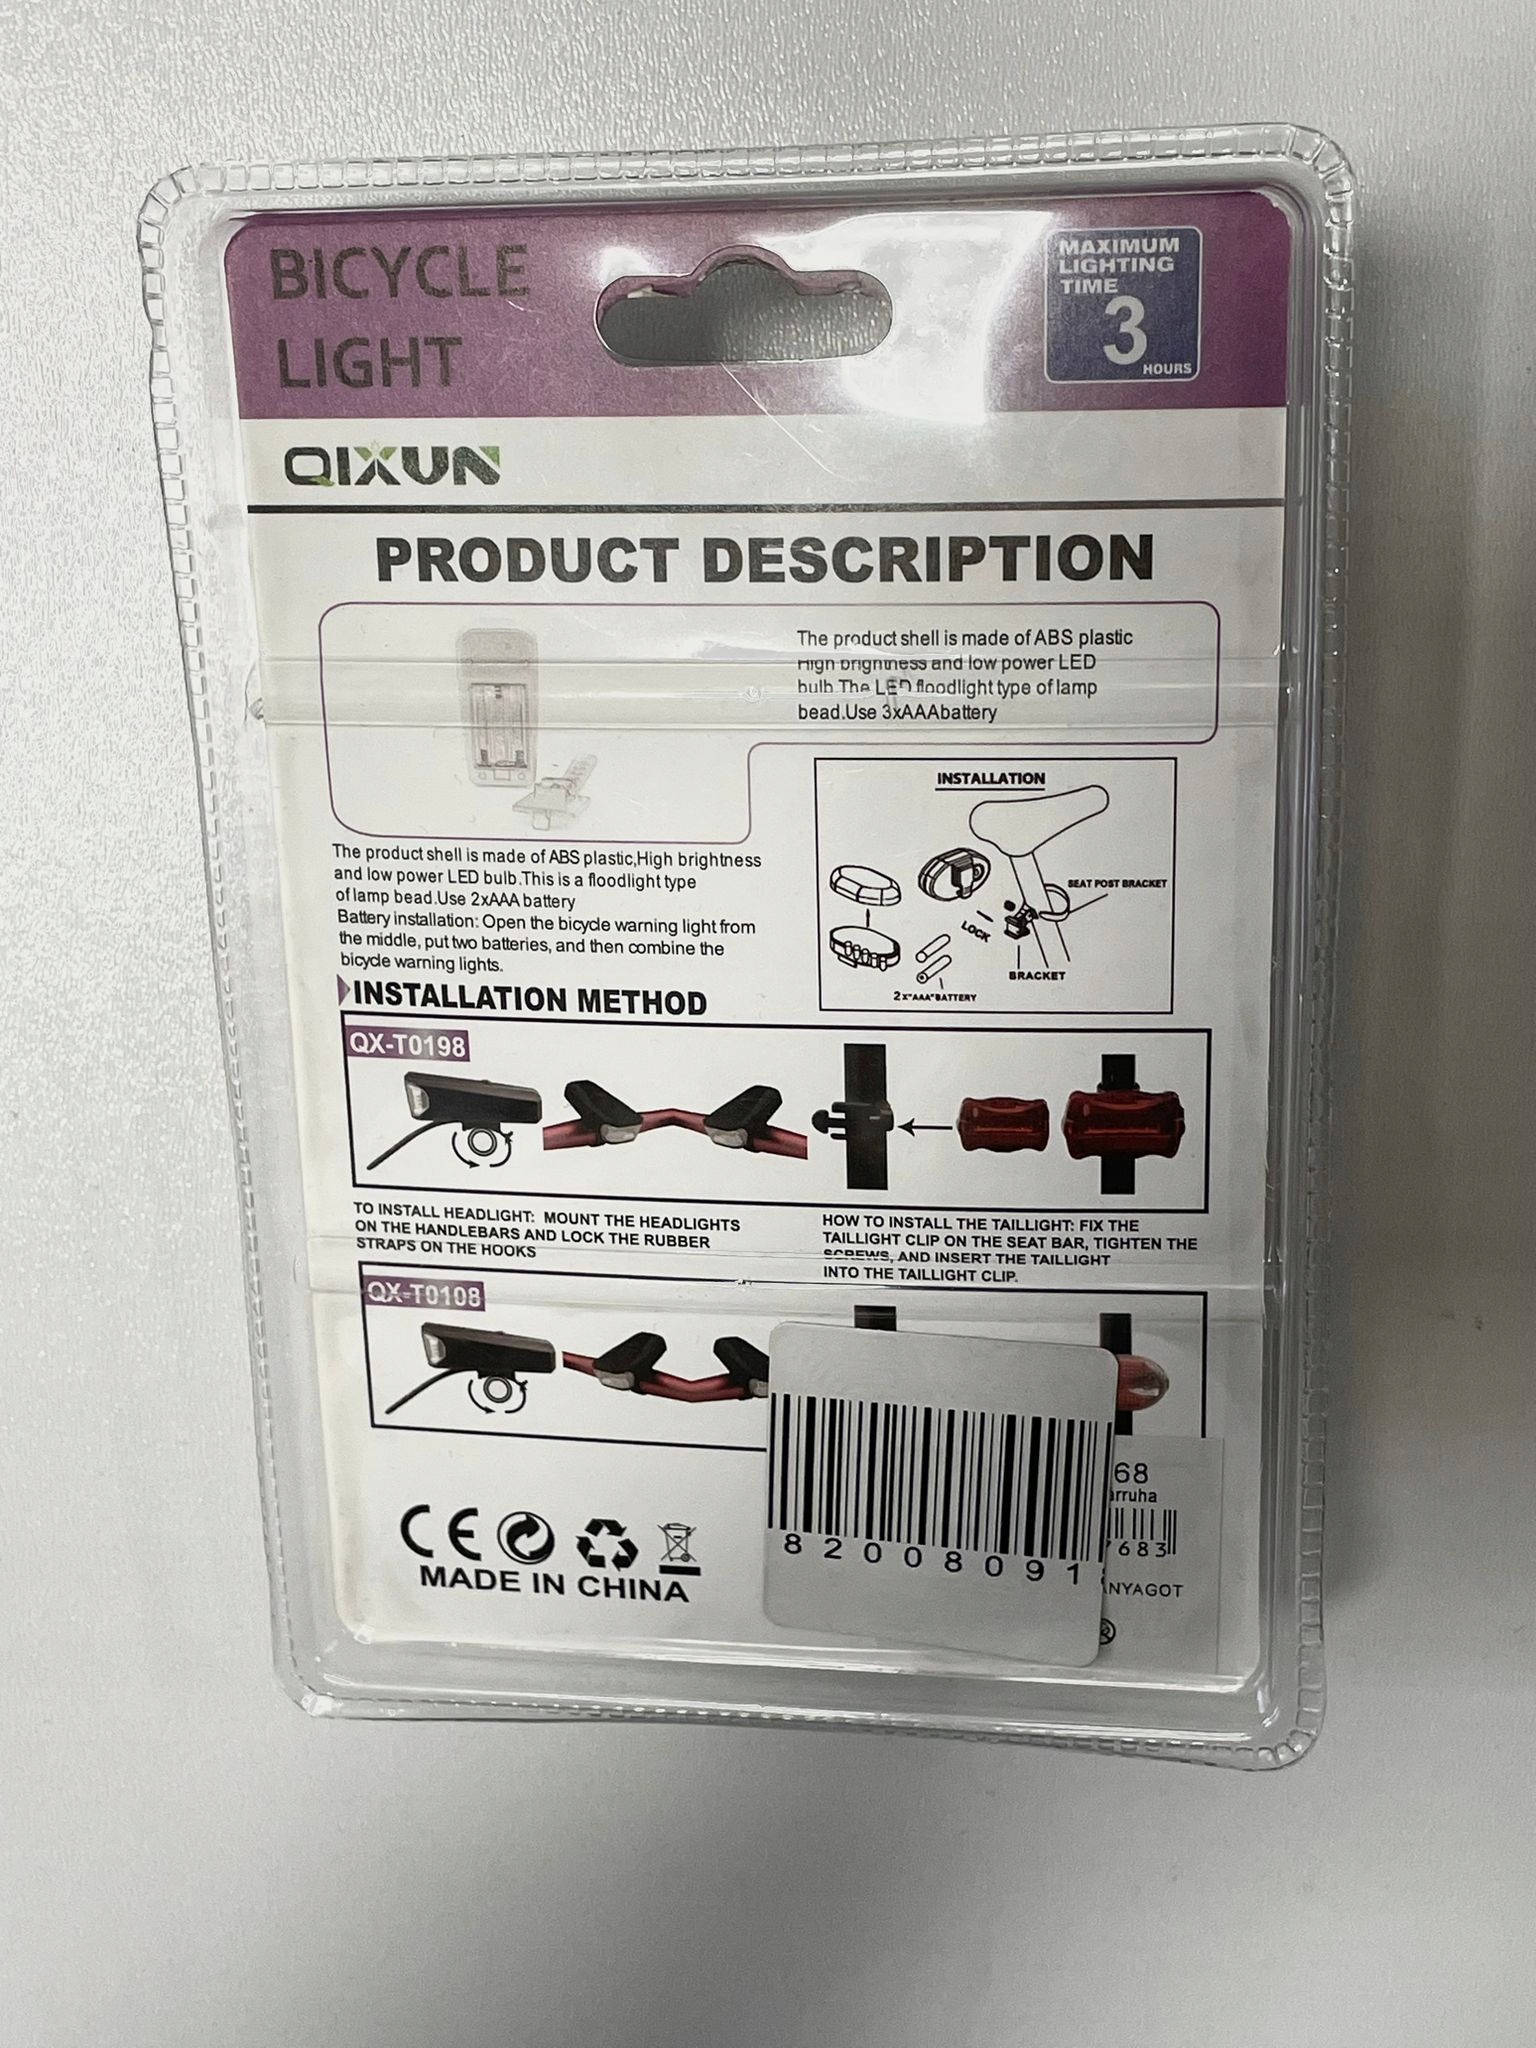 BICYCLE
LIGHT
MAXIMUM
LIGHTING
TIME
3
HOURS
QIXUN
PRODUCT DESCRIPTION
The product shell is made of ABS plastic
High brightness and low power LED
bulb.The LED floodlight type of lamp
bead.Use 3xAAAbattery
The product shell is made of ABS plastic,High brightness
and low power LED bulb.This is a floodlight type
of lamp bead.Use 2xAAA battery
Battery installation: Open the bicycle warning light from
the middle, put two batteries, and then combine the
bicycle warning lights.
INSTALLATION
SEAT POST BRACKET
LOCK
BRACKET
2x"AAA"BATTERY
INSTALLATION METHOD
QX-T0198
TO INSTALL HEADLIGHT: MOUNT THE HEADLIGHTS
ON THE HANDLEBARS AND LOCK THE RUBBER
STRAPS ON THE HOOKS
HOW TO INSTALL THE TAILLIGHT: FIX THE
TAILLIGHT CLIP ON THE SEAT BAR, TIGHTEN THE
SCREWS, AND INSERT THE TAILLIGHT
INTO THE TAILLIGHT CLIP.
QX-T0108
CE
MADE IN CHINA
82008091
68
arruha
7683
NYAGOT